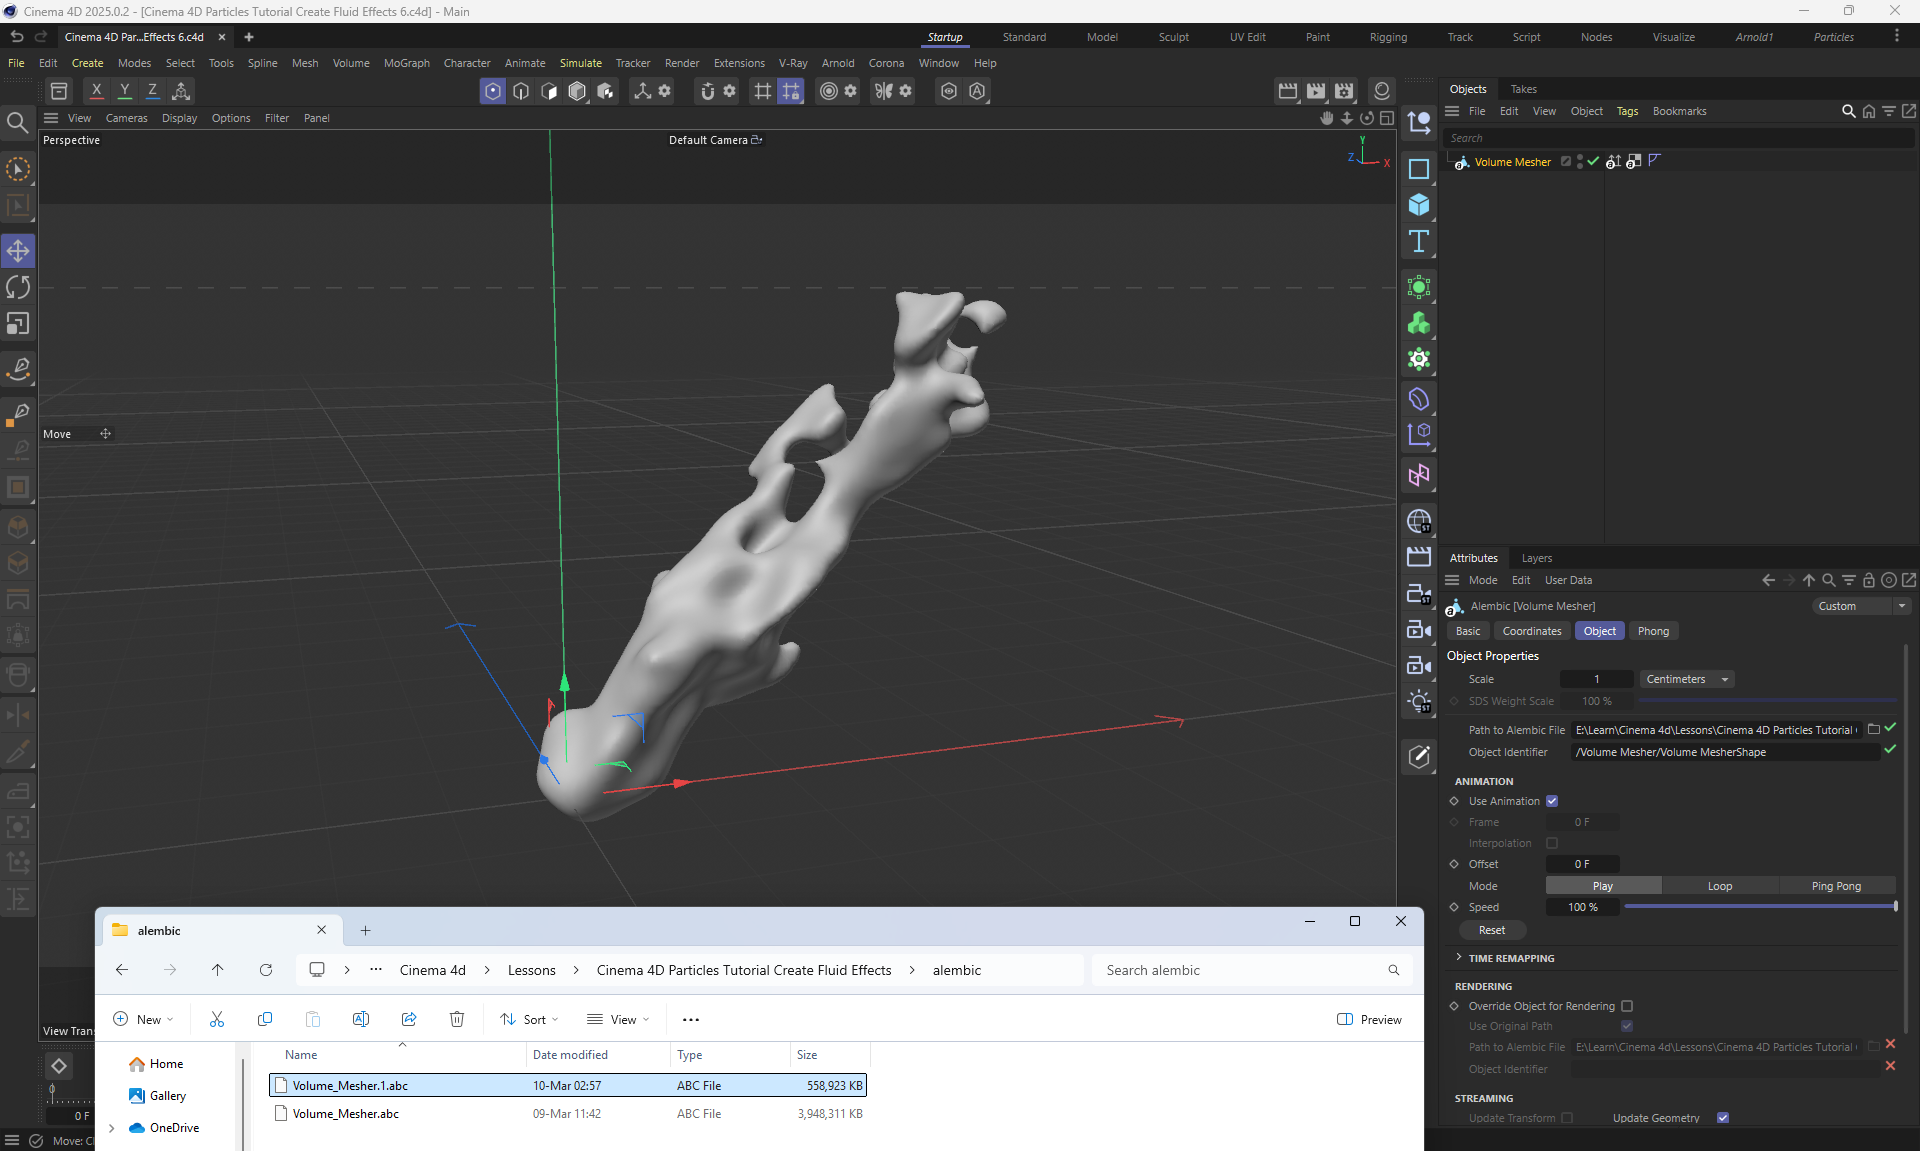 Cinema 4D 2025.0.2 - [Cinema 4D Particles Tutorial Create Fluid Effects 6.c4d] - Main
Cinema 4D Par...Effects 6.c4d
Startup Standard Model Sculpt UV Edit Paint Rigging Track Script Nodes Visualize Arnold1 Particles
File Edit Create Modes Select Tools Spline Mesh Volume MoGraph Character Animate Simulate Tracker Render Extensions V-Ray Arnold Corona Window Help
X Y Z
View Cameras Display Options Filter Panel
Perspective
Default Camera
Y
Z X
Move
View Trans
0 F
Move: Cl
Objects Takes
File Edit View Object Tags Bookmarks
Search
Volume Mesher
Attributes Layers
Mode Edit User Data
Alembic [Volume Mesher]
Custom
Basic Coordinates Object Phong
Object Properties
Scale 1 Centimeters
SDS Weight Scale 100 %
Path to Alembic File E:\Learn\Cinema 4d\Lessons\Cinema 4D Particles Tutorial
Object Identifier /Volume Mesher/Volume MesherShape
ANIMATION
Use Animation
Frame 0 F
Interpolation
Offset 0 F
Mode Play Loop Ping Pong
Speed 100 %
Reset
TIME REMAPPING
RENDERING
Override Object for Rendering
Use Original Path
Path to Alembic File E:\Learn\Cinema 4d\Lessons\Cinema 4D Particles Tutorial
Object Identifier
STREAMING
Update Transform Update Geometry
alembic
Cinema 4d > Lessons > Cinema 4D Particles Tutorial Create Fluid Effects > alembic
Search alembic
New Sort View ... Preview
Home
Gallery
OneDrive
Name Date modified Type Size
Volume_Mesher.1.abc 10-Mar 02:57 ABC File 558,923 KB
Volume_Mesher.abc 09-Mar 11:42 ABC File 3,948,311 KB